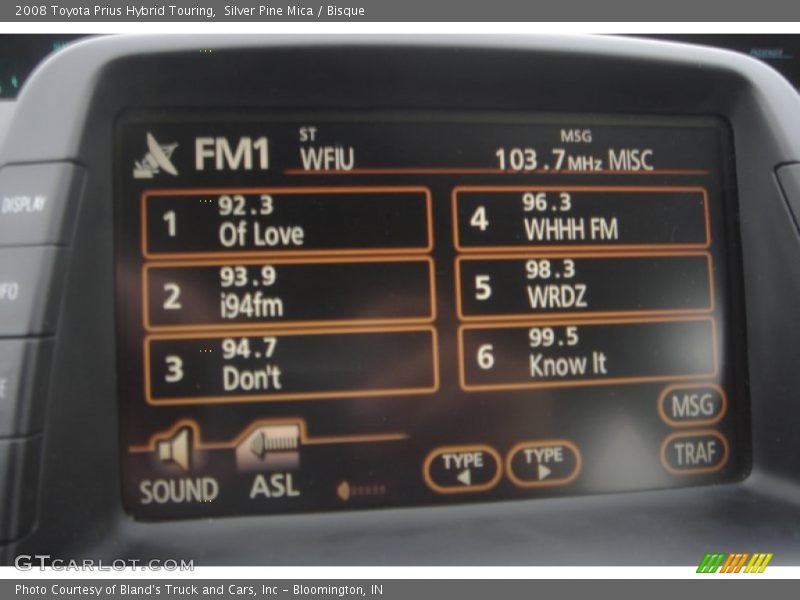 2008 Toyota Prius Hybrid Touring,  Silver Pine Mica / Bisque
DISPLAY
FM1
ST
WFIU
MSG
103.7MHz MISC
1
92.3
Of Love
2
93.9
i94fm
3
94.7
Don't
4
96.3
WHHH FM
5
98.3
WRDZ
6
99.5
Know It
MSG
TRAF
TYPE
TYPE
SOUND
ASL
GTCARLOT.COM
Photo Courtesy of Bland's Truck and Cars, Inc - Bloomington, IN